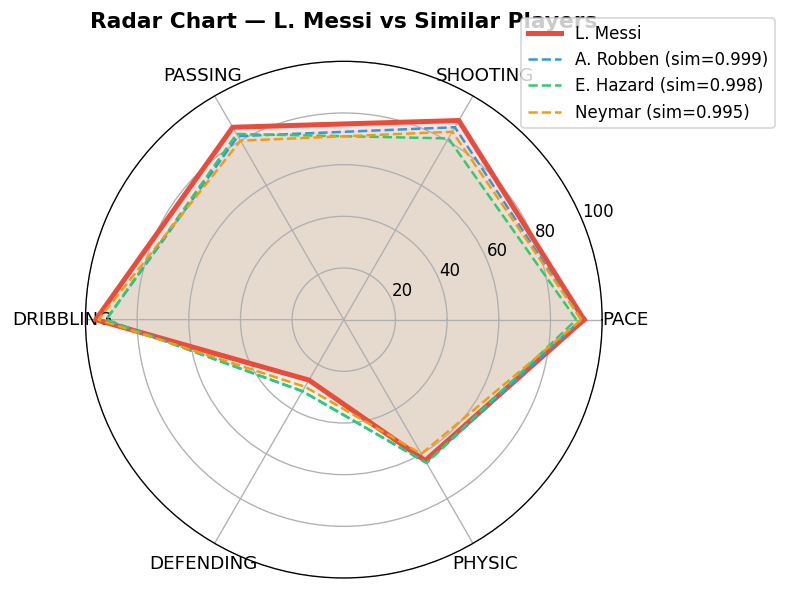 Radar Chart — L. Messi vs Similar Players
L. Messi
A. Robben (sim=0.999)
E. Hazard (sim=0.998)
Neymar (sim=0.995)
PASSING
SHOOTING
100
80
60
40
20
DRIBBLING
PACE
DEFENDING
PHYSIC